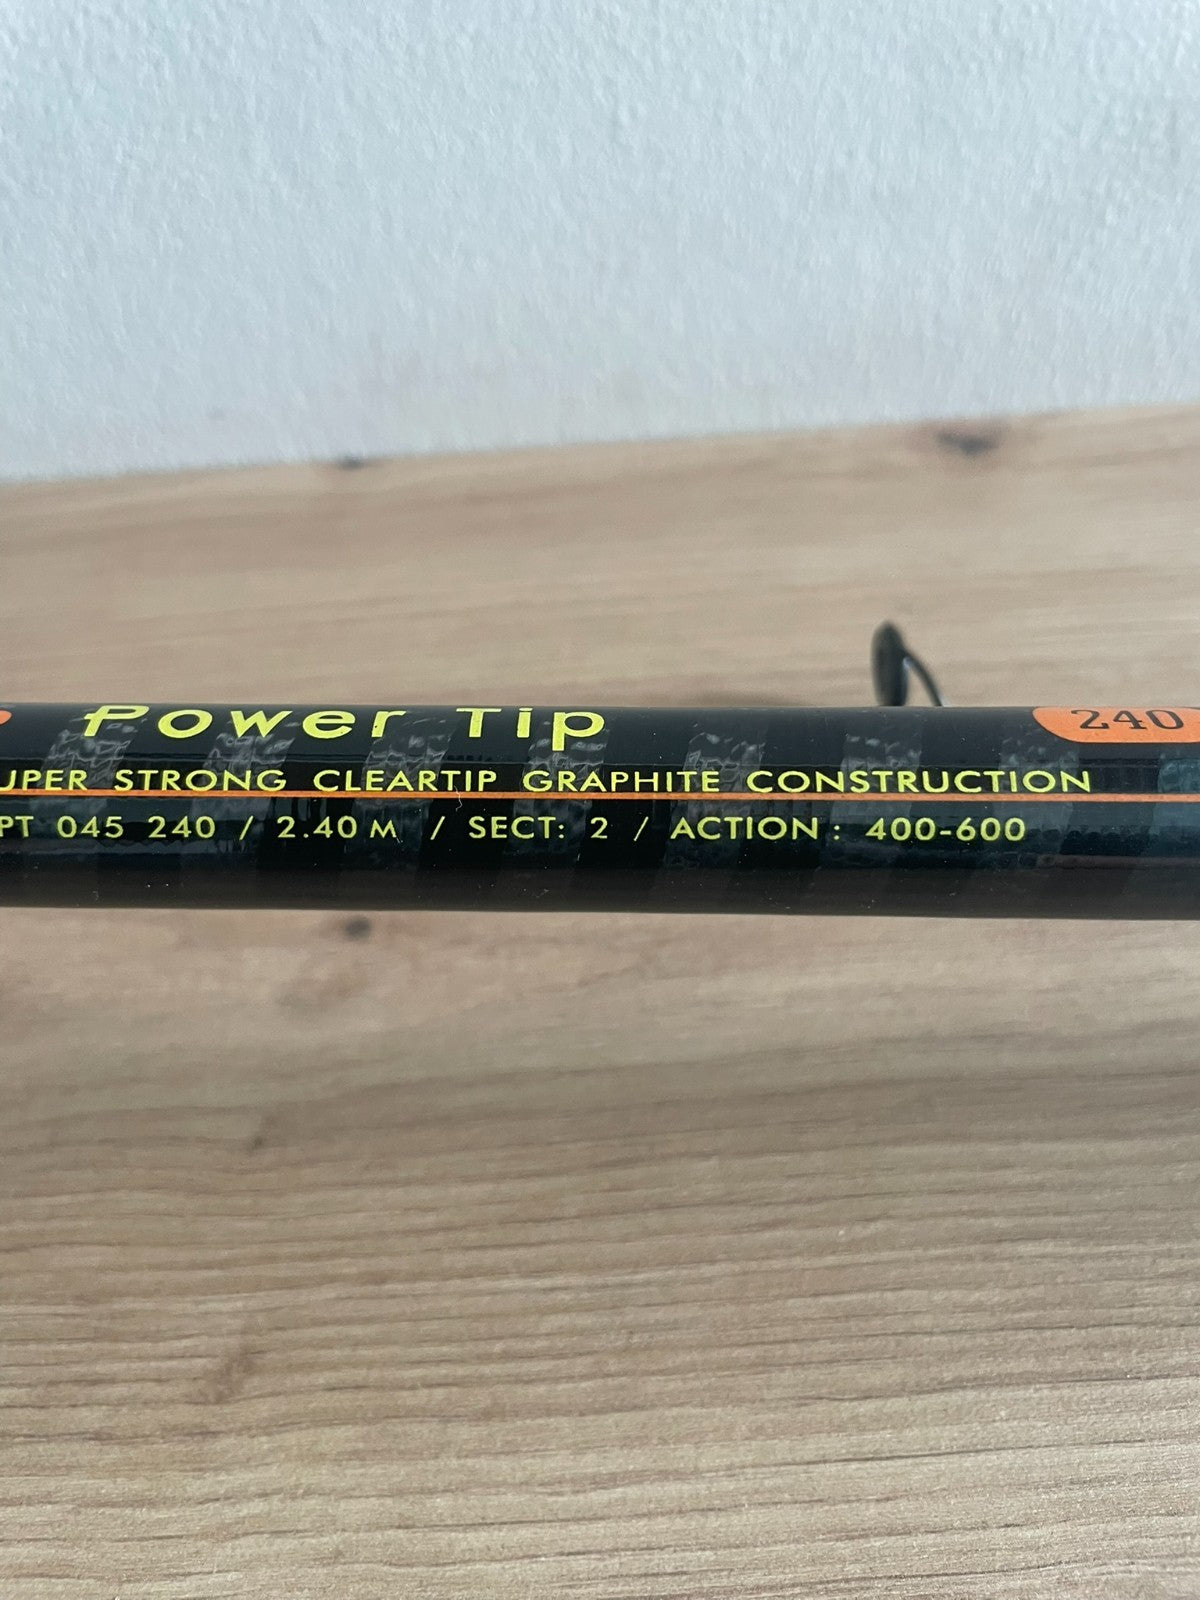 Power Tip 240
UPER STRONG CLEARTIP GRAPHITE CONSTRUCTION
PT 045 240 / 2.40 M / SECT: 2 / ACTION: 400-600